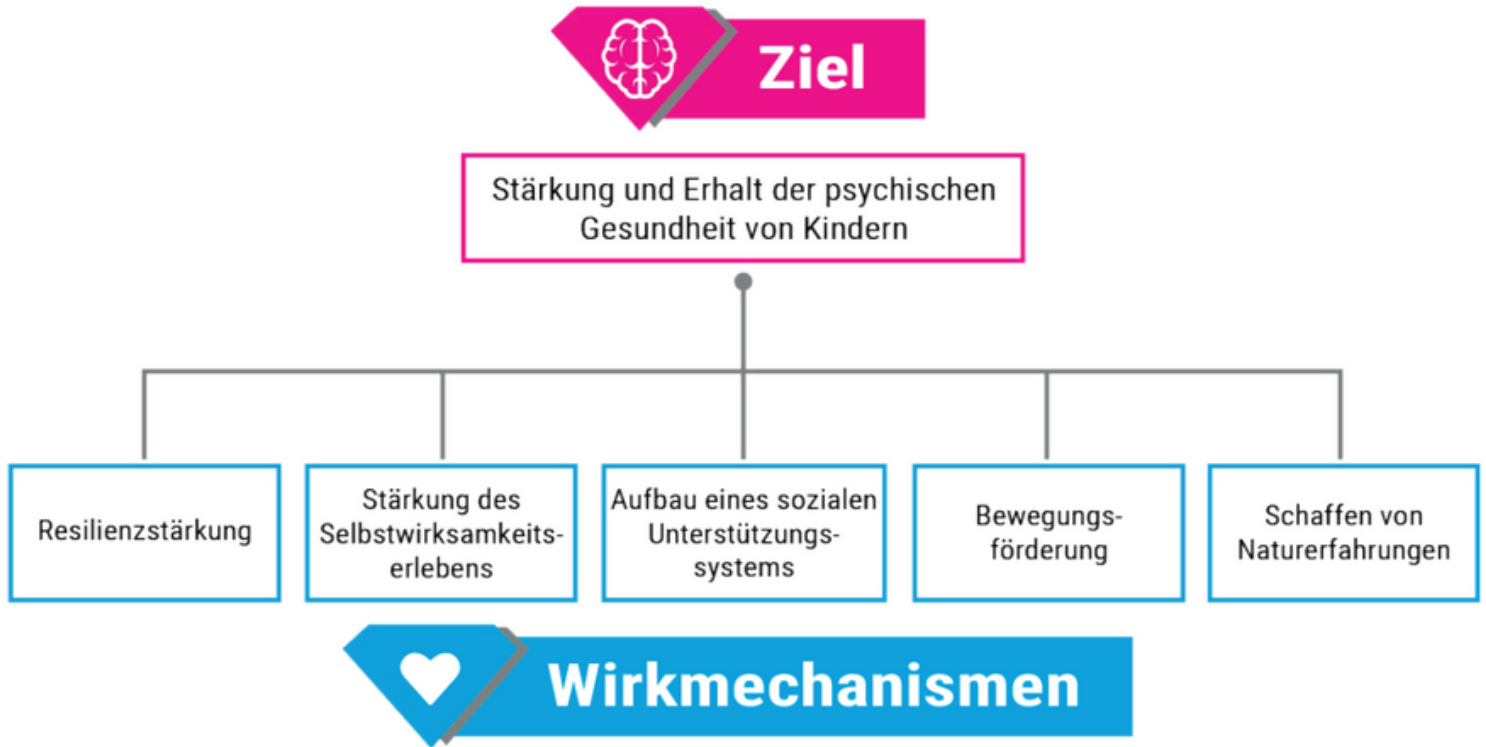 Ziel
Stärkung und Erhalt der psychischen
Gesundheit von Kindern
Resilienzstärkung
Stärkung des
Selbstwirksamkeits-
erlebens
Aufbau eines sozialen
Unterstützungs-
systems
Bewegungs-
förderung
Schaffen von
Naturerfahrungen
Wirkmechanismen